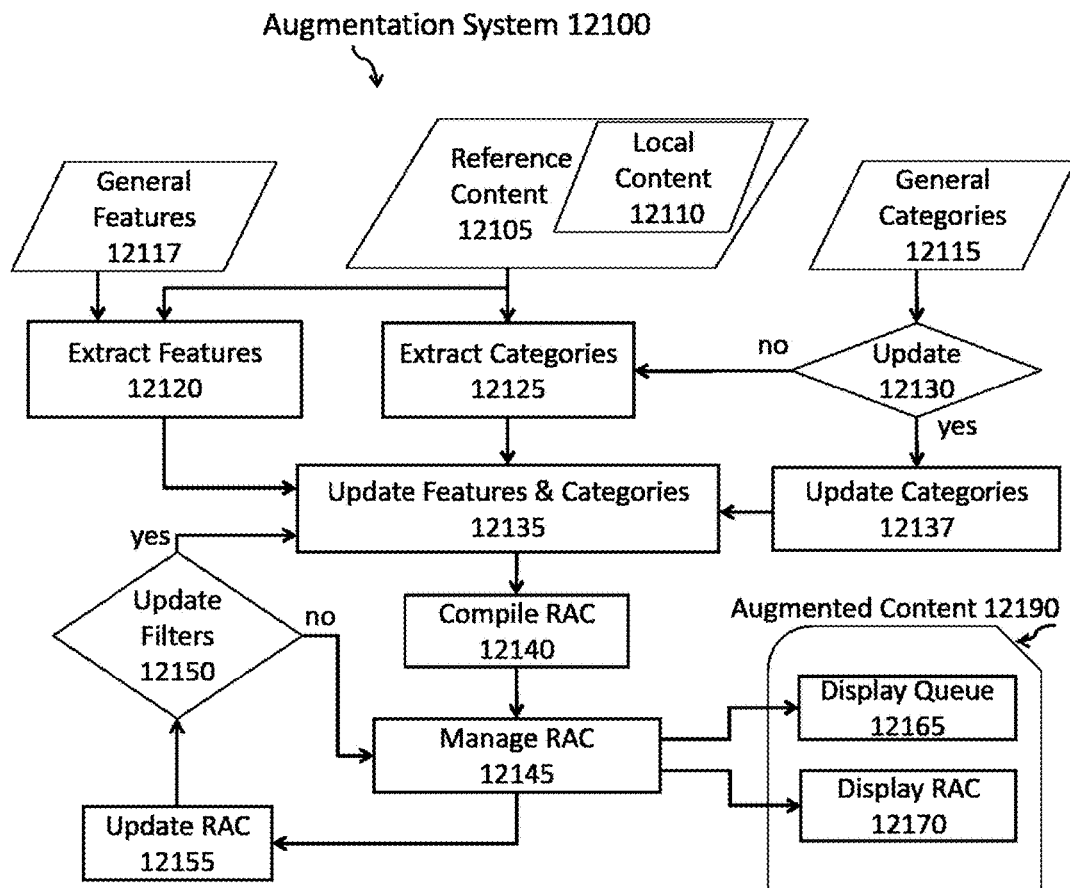 Augmentation System 12100
General
Features
12117
Reference
Content
12105
Local
Content
12110
General
Categories
12115
Extract Features
12120
Extract Categories
12125
no
Update
12130
yes
Update Features & Categories
12135
Update Categories
12137
yes
Update
Filters
12150
no
Compile RAC
12140
Augmented Content 12190
Manage RAC
12145
Display Queue
12165
Display RAC
12170
Update RAC
12155